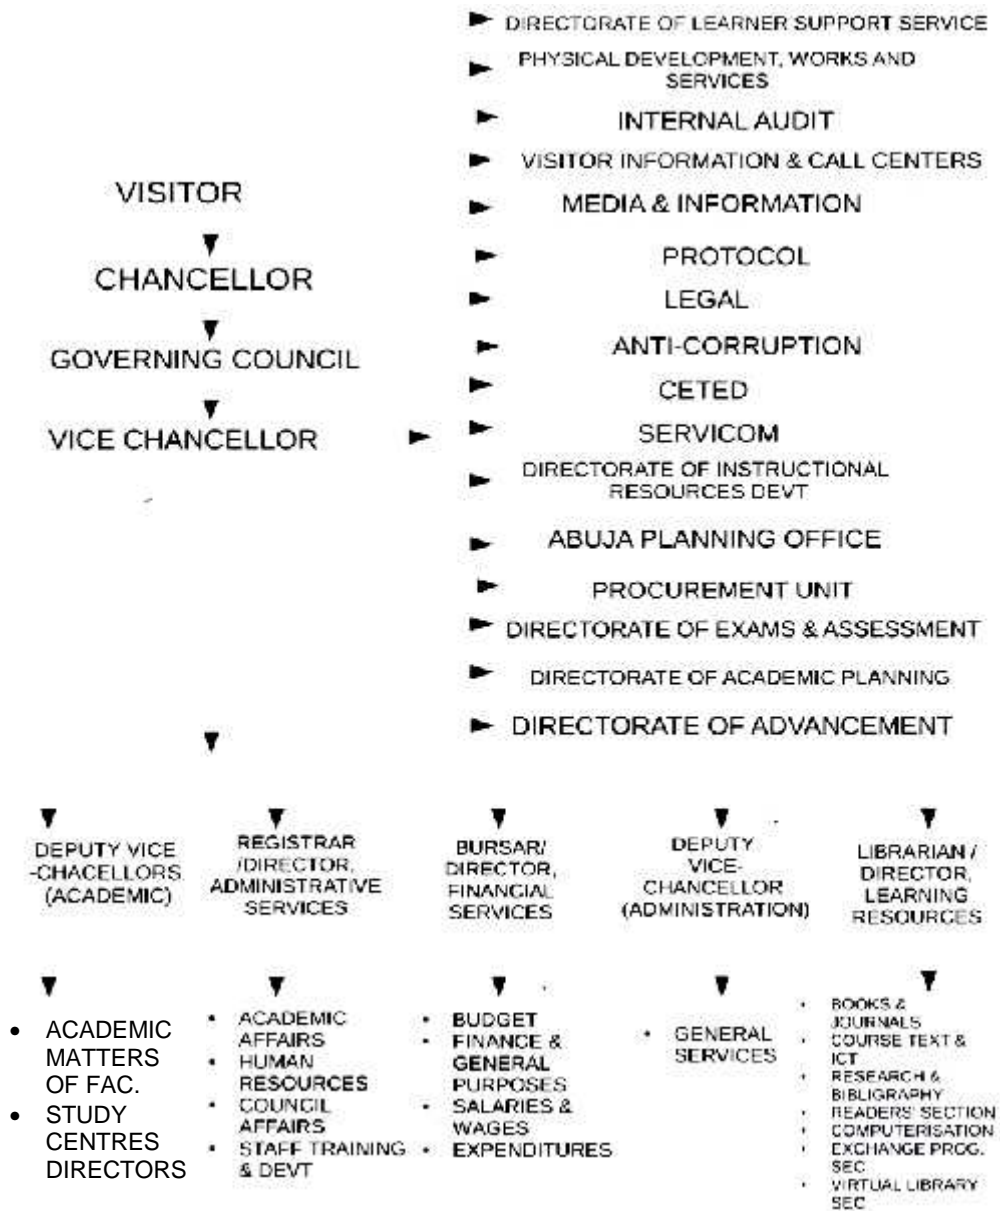 DIRECTORATE OF LEARNER SUPPORT SERVICE
PHYSICAL DEVELOPMENT, WORKS AND
SERVICES
INTERNAL AUDIT
VISITOR INFORMATION & CALL CENTERS
MEDIA & INFORMATION
PROTOCOL
LEGAL
ANTI-CORRUPTION
CETED
SERVICOM
DIRECTORATE OF INSTRUCTIONAL
RESOURCES DEVT
ABUJA PLANNING OFFICE
PROCUREMENT UNIT
DIRECTORATE OF EXAMS & ASSESSMENT
DIRECTORATE OF ACADEMIC PLANNING
DIRECTORATE OF ADVANCEMENT
VISITOR
CHANCELLOR
GOVERNING COUNCIL
VICE CHANCELLOR
DEPUTY VICE
-CHACELLORS
(ACADEMIC)
REGISTRAR
/DIRECTOR,
ADMINISTRATIVE
SERVICES
BURSAR/
DIRECTOR,
FINANCIAL
SERVICES
DEPUTY
VICE-
CHANCELLOR
(ADMINISTRATION)
LIBRARIAN /
DIRECTOR,
LEARNING
RESOURCES
• ACADEMIC
MATTERS
OF FAC.
• STUDY
CENTRES
DIRECTORS
• ACADEMIC
AFFAIRS
• HUMAN
RESOURCES
• COUNCIL
AFFAIRS
• STAFF TRAINING
& DEVT
• BUDGET
• FINANCE &
GENERAL
PURPOSES
• SALARIES &
WAGES
• EXPENDITURES
• GENERAL
SERVICES
• BOOKS &
JOURNALS
• COURSE TEXT &
ICT
• RESEARCH &
BIBLIGRAPHY
• READERS' SECTION
• COMPUTERISATION
• EXCHANGE PROG.
SEC
• VIRTUAL LIBRARY
SEC